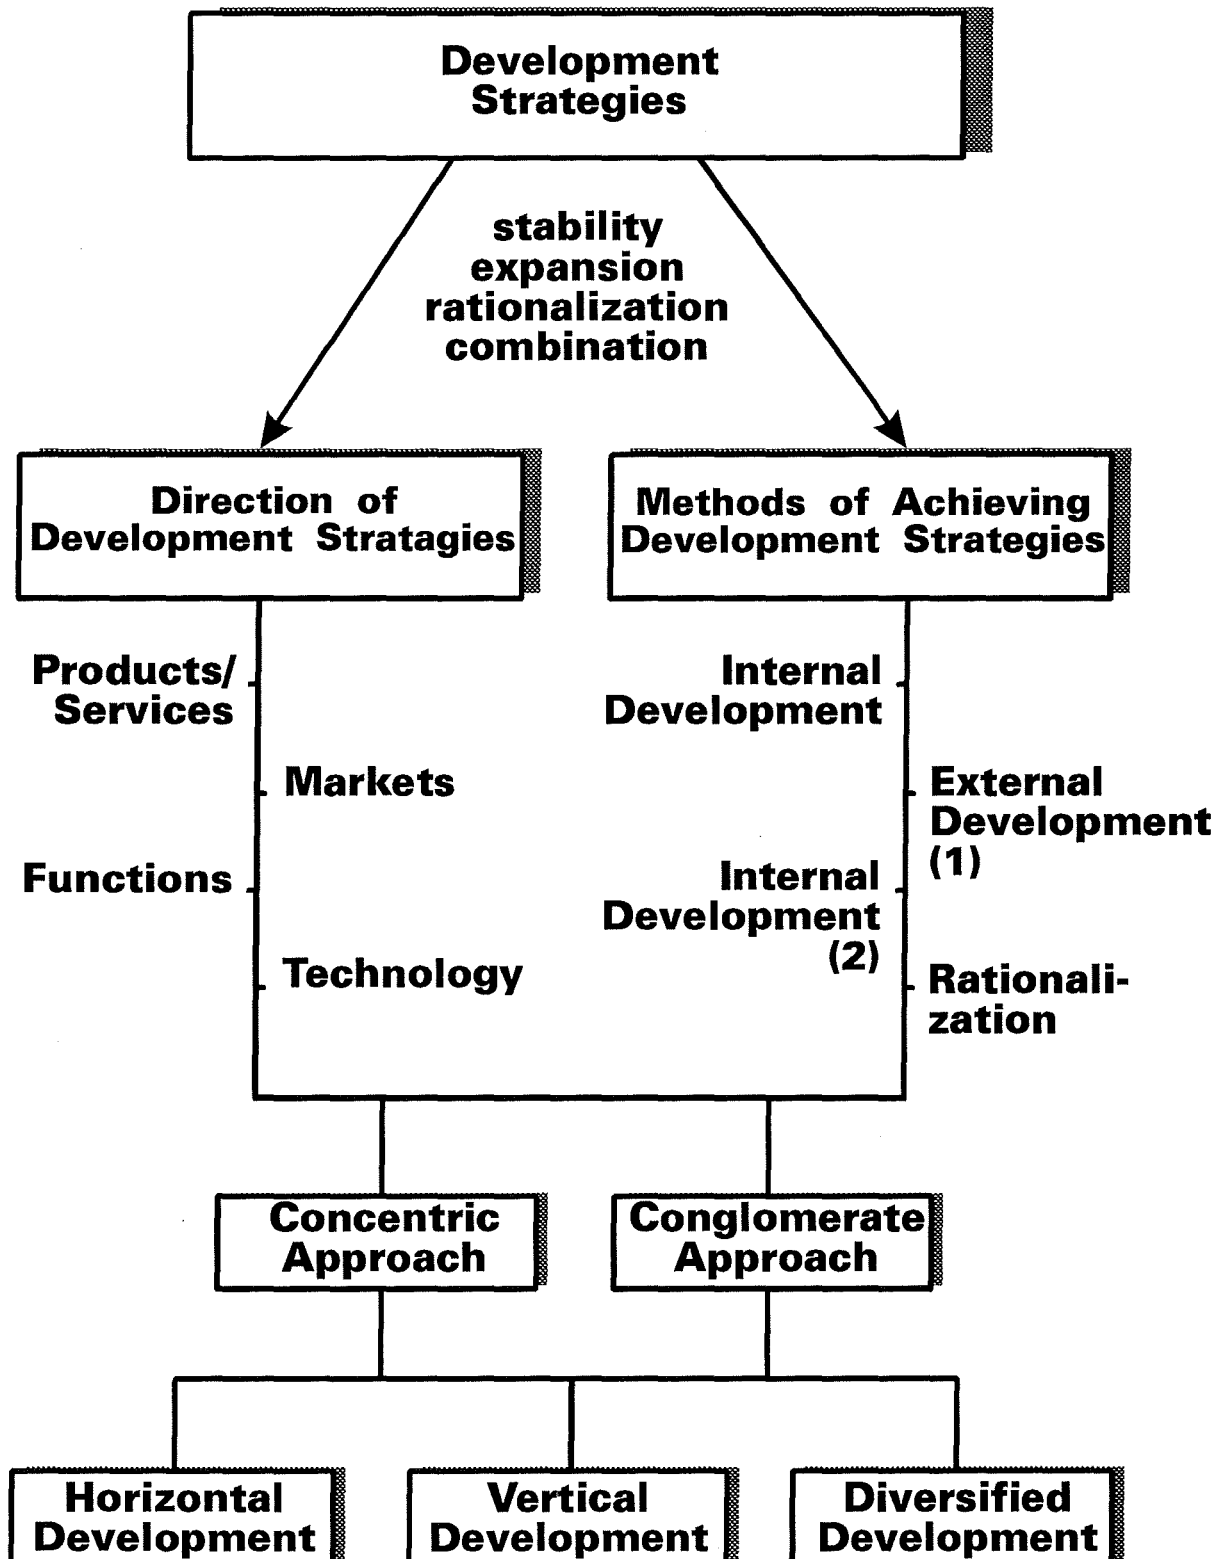 Development
Strategies
stability
expansion
rationalization
combination
Direction of
Development Stratagies
Methods of Achieving
Development Strategies
Products/
Services
Internal
Development
Markets
External
Development
(1)
Functions
Internal
Development
(2)
Technology
Rationali-
zation
Concentric
Approach
Conglomerate
Approach
Horizontal
Development
Vertical
Development
Diversified
Development